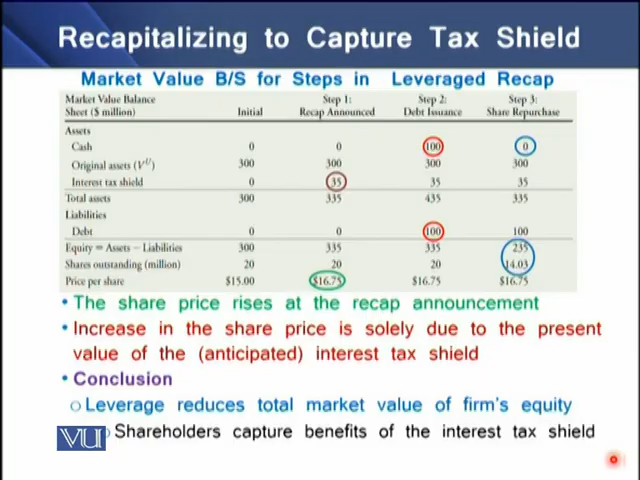 Recapitalizing to Capture Tax Shield
Market Value B/S for Steps in Leveraged Recap
Market Value Balance Step 1: Step 2: Step 3:
Sheet ($ million) Initial Recap Announced Debt Issuance Share Repurchase
Assets
Cash 0 0 100 0
Original assets (Vᵁ) 300 300 300 300
Interest tax shield 0 35 35 35
Total assets 300 335 435 335
Liabilities
Debt 0 0 100 100
Equity = Assets − Liabilities 300 335 335 235
Shares outstanding (million) 20 20 20 14.03
Price per share $15.00 $16.75 $16.75 $16.75
• The share price rises at the recap announcement
• Increase in the share price is solely due to the present
value of the (anticipated) interest tax shield
• Conclusion
○ Leverage reduces total market value of firm's equity
Shareholders capture benefits of the interest tax shield
VU